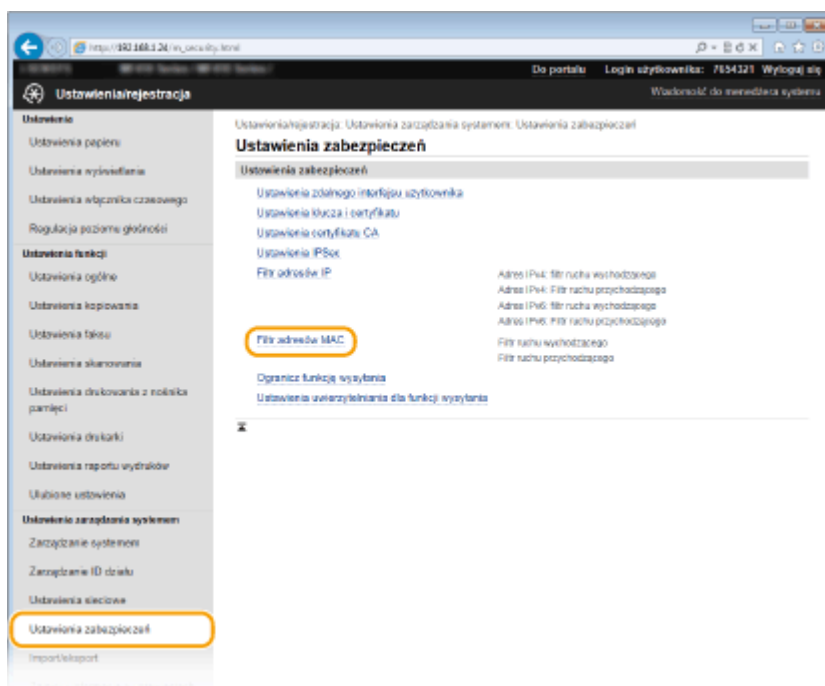 http://192.168.1.24/m_security.html
Do portalu Login użytkownika: 7654321 Wyloguj się
Ustawienia/rejestracja
Wiadomość do menedżera systemu
Ustawienia
Ustawienia papieru
Ustawienia wyświetlania
Ustawienia włącznika czasowego
Regulacja poziomu głośności
Ustawienia funkcji
Ustawienia ogólne
Ustawienia kopiowania
Ustawienia faksu
Ustawienia skanowania
Ustawienia drukowania z nośnika
pamięci
Ustawienia drukarki
Ustawienia raportu wydruków
Ulubione ustawienia
Ustawienia zarządzania systemem
Zarządzanie systemem
Zarządzanie ID działu
Ustawienia sieciowe
Ustawienia zabezpieczeń
Import/eksport
Ustawienia/rejestracja: Ustawienia zarządzania systemem: Ustawienia zabezpieczeń
Ustawienia zabezpieczeń
Ustawienia zabezpieczeń
Ustawienia zdalnego interfejsu użytkownika
Ustawienia klucza i certyfikatu
Ustawienia certyfikatu CA
Ustawienia IPSec
Filtr adresów IP
Adres IPv4: filtr ruchu wychodzącego
Adres IPv4: Filtr ruchu przychodzącego
Adres IPv6: filtr ruchu wychodzącego
Adres IPv6: Filtr ruchu przychodzącego
Filtr adresów MAC
Filtr ruchu wychodzącego
Filtr ruchu przychodzącego
Ogranicz funkcję wysyłania
Ustawienia uwierzytelniania dla funkcji wysyłania